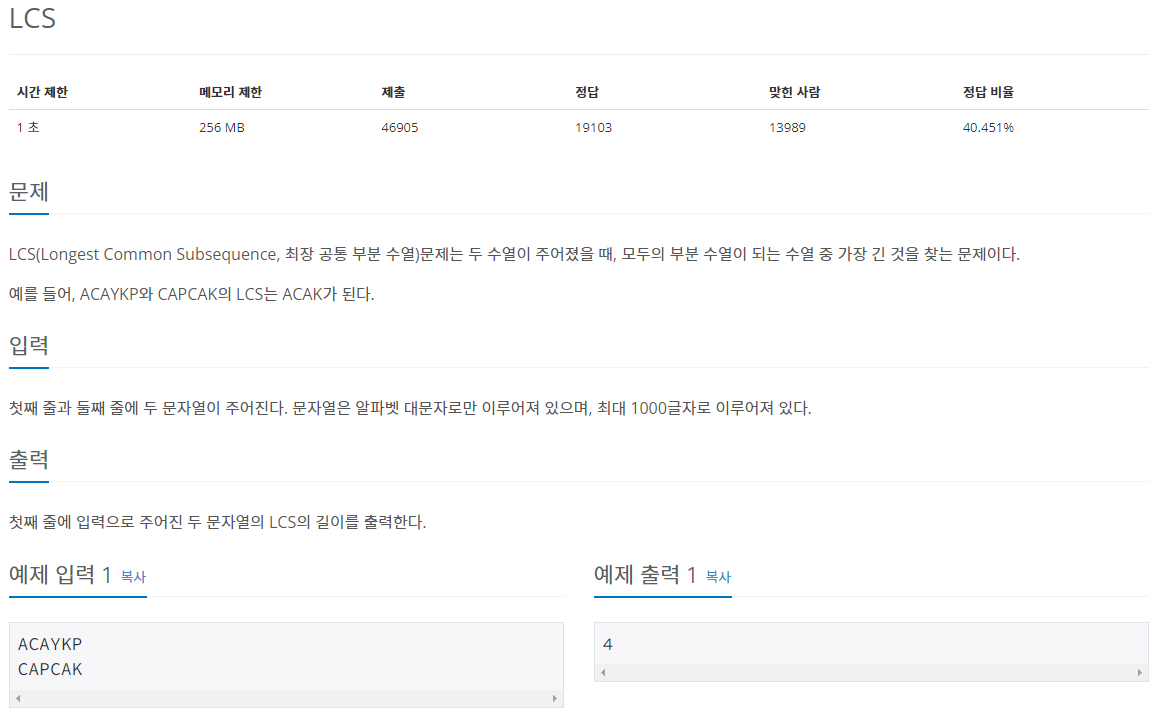 LCS
시간 제한 메모리 제한 제출 정답 맞힌 사람 정답 비율
1 초 256 MB 46905 19103 13989 40.451%
문제
LCS(Longest Common Subsequence, 최장 공통 부분 수열)문제는 두 수열이 주어졌을 때, 모두의 부분 수열이 되는 수열 중 가장 긴 것을 찾는 문제이다.
예를 들어, ACAYKP와 CAPCAK의 LCS는 ACAK가 된다.
입력
첫째 줄과 둘째 줄에 두 문자열이 주어진다. 문자열은 알파벳 대문자로만 이루어져 있으며, 최대 1000글자로 이루어져 있다.
출력
첫째 줄에 입력으로 주어진 두 문자열의 LCS의 길이를 출력한다.
예제 입력 1 복사
ACAYKP
CAPCAK
예제 출력 1 복사
4